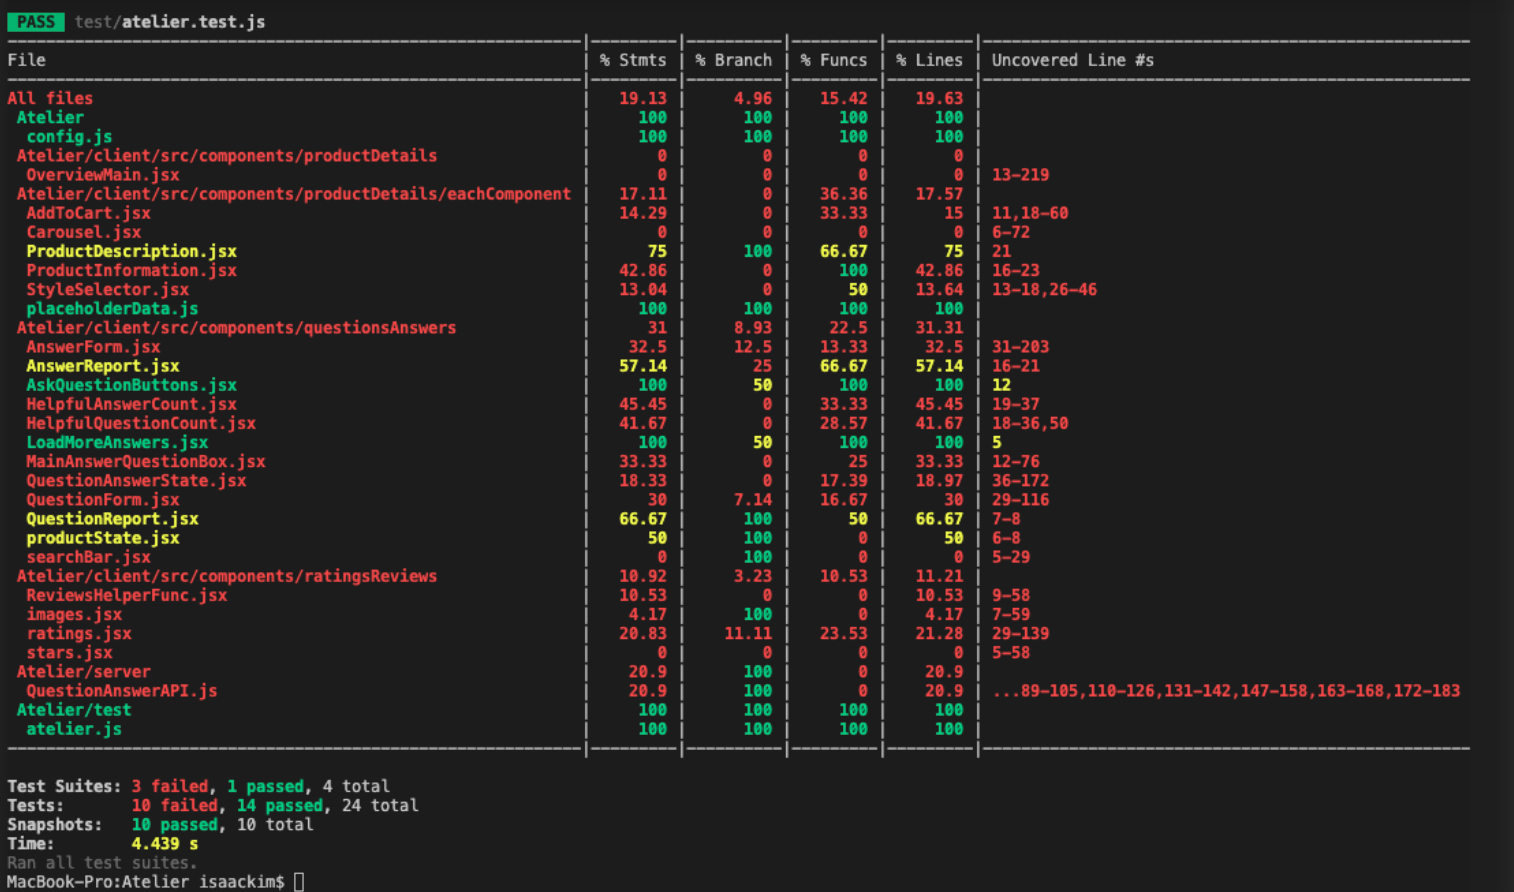 PASS test/atelier.test.js
File | % Stmts | % Branch | % Funcs | % Lines | Uncovered Line #s
All files | 19.13 | 4.96 | 15.42 | 19.63 |
Atelier | 100 | 100 | 100 | 100 |
config.js | 100 | 100 | 100 | 100 |
Atelier/client/src/components/productDetails | 0 | 0 | 0 | 0 |
OverviewMain.jsx | 0 | 0 | 0 | 0 | 13-219
Atelier/client/src/components/productDetails/eachComponent | 17.11 | 0 | 36.36 | 17.57 |
AddToCart.jsx | 14.29 | 0 | 33.33 | 15 | 11,18-60
Carousel.jsx | 0 | 0 | 0 | 0 | 6-72
ProductDescription.jsx | 75 | 100 | 66.67 | 75 | 21
ProductInformation.jsx | 42.86 | 0 | 100 | 42.86 | 16-23
StyleSelector.jsx | 13.04 | 0 | 50 | 13.64 | 13-18,26-46
placeholderData.js | 100 | 100 | 100 | 100 |
Atelier/client/src/components/questionsAnswers | 31 | 8.93 | 22.5 | 31.31 |
AnswerForm.jsx | 32.5 | 12.5 | 13.33 | 32.5 | 31-203
AnswerReport.jsx | 57.14 | 25 | 66.67 | 57.14 | 16-21
AskQuestionButtons.jsx | 100 | 50 | 100 | 100 | 12
HelpfulAnswerCount.jsx | 45.45 | 0 | 33.33 | 45.45 | 19-37
HelpfulQuestionCount.jsx | 41.67 | 0 | 28.57 | 41.67 | 18-36,50
LoadMoreAnswers.jsx | 100 | 50 | 100 | 100 | 5
MainAnswerQuestionBox.jsx | 33.33 | 0 | 25 | 33.33 | 12-76
QuestionAnswerState.jsx | 18.33 | 0 | 17.39 | 18.97 | 36-172
QuestionForm.jsx | 30 | 7.14 | 16.67 | 30 | 29-116
QuestionReport.jsx | 66.67 | 100 | 50 | 66.67 | 7-8
productState.jsx | 50 | 100 | 0 | 50 | 6-8
searchBar.jsx | 0 | 100 | 0 | 0 | 5-29
Atelier/client/src/components/ratingsReviews | 10.92 | 3.23 | 10.53 | 11.21 |
ReviewsHelperFunc.jsx | 10.53 | 0 | 0 | 10.53 | 9-58
images.jsx | 4.17 | 100 | 0 | 4.17 | 7-59
ratings.jsx | 20.83 | 11.11 | 23.53 | 21.28 | 29-139
stars.jsx | 0 | 0 | 0 | 0 | 5-58
Atelier/server | 20.9 | 100 | 0 | 20.9 |
QuestionAnswerAPI.js | 20.9 | 100 | 0 | 20.9 | ...89-105,110-126,131-142,147-158,163-168,172-183
Atelier/test | 100 | 100 | 100 | 100 |
atelier.js | 100 | 100 | 100 | 100 |
Test Suites: 3 failed, 1 passed, 4 total
Tests: 10 failed, 14 passed, 24 total
Snapshots: 10 passed, 10 total
Time: 4.439 s
Ran all test suites.
MacBook-Pro:Atelier isaackim$